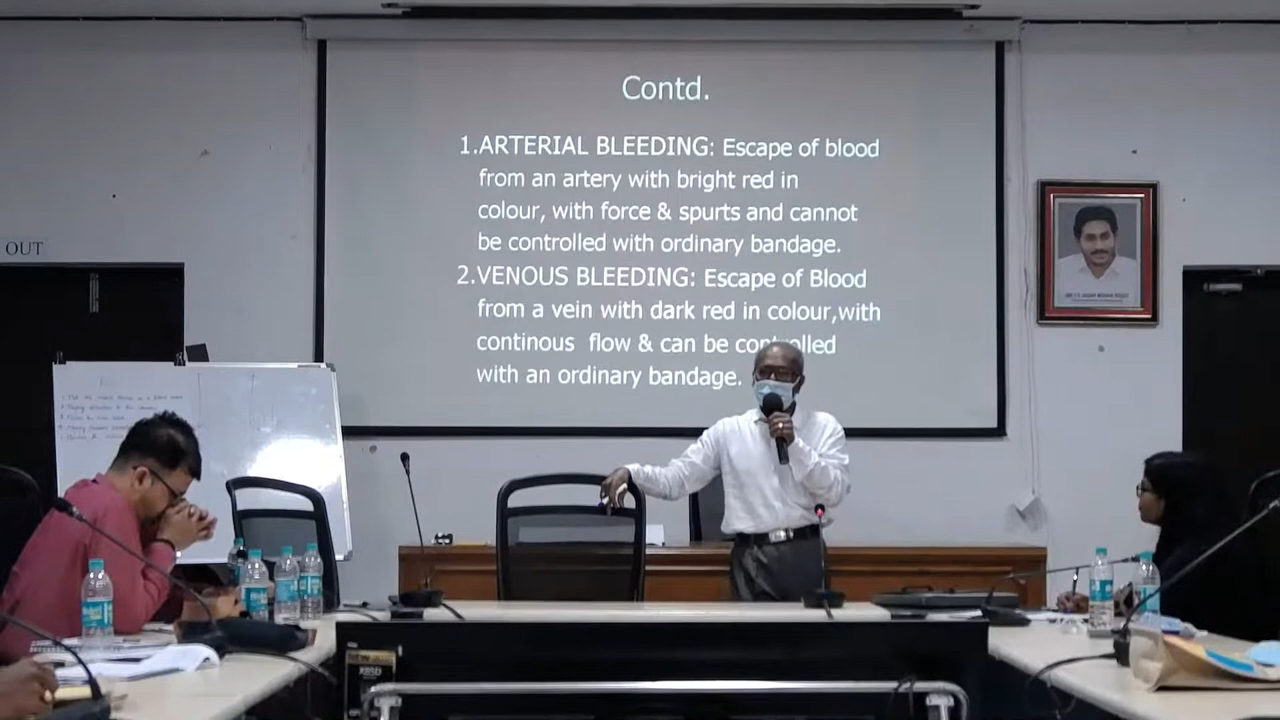 Contd.
1.ARTERIAL BLEEDING: Escape of blood
from an artery with bright red in
colour, with force & spurts and cannot
be controlled with ordinary bandage.
2.VENOUS BLEEDING: Escape of Blood
from a vein with dark red in colour,with
continous flow & can be controlled
with an ordinary bandage.
OUT